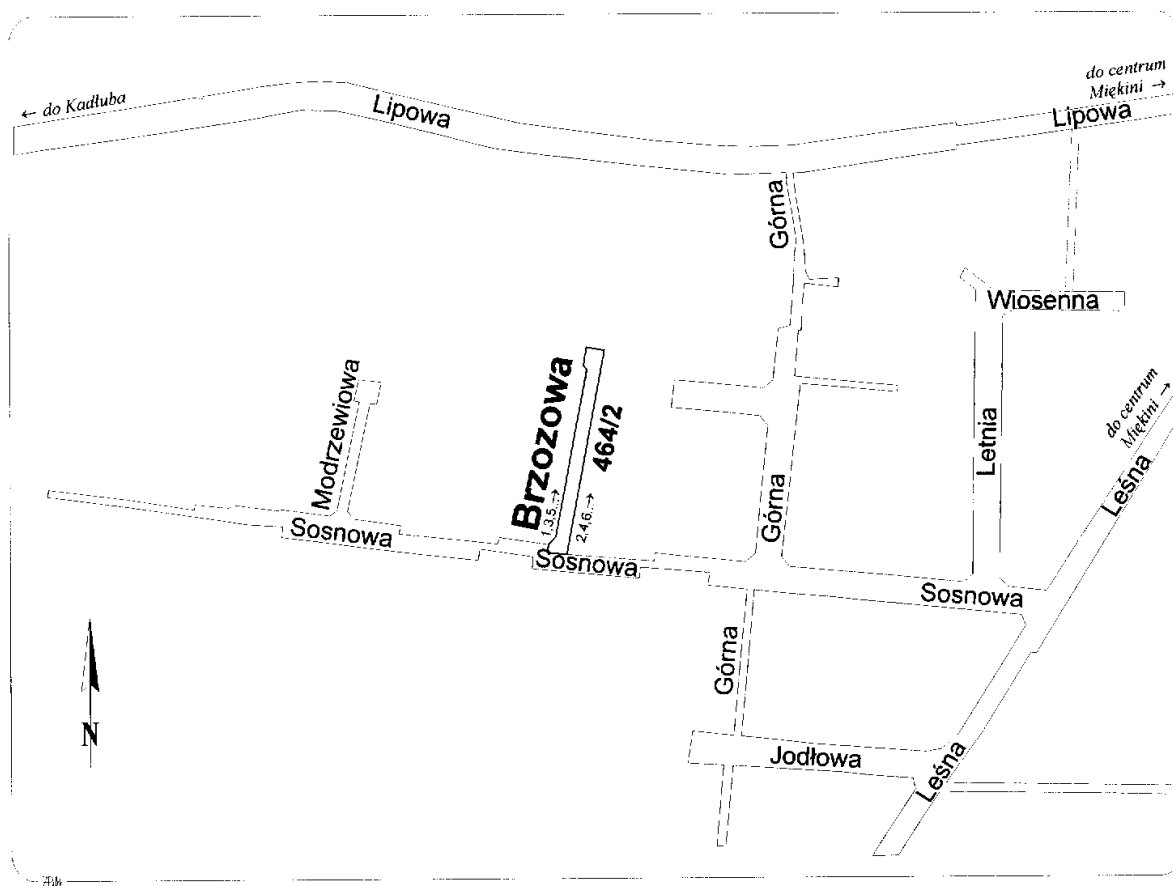 ← do Kadłuba
Lipowa
do centrum
Miękini →
Lipowa
Górna
Wiosenna
Modrzewiowa
Brzozowa
464/2
1,3,5...→
2,4,6...→
Górna
Letnia
do centrum
Miękini →
Leśna
Sosnowa
Sosnowa
Sosnowa
Górna
N
Jodłowa
Leśna